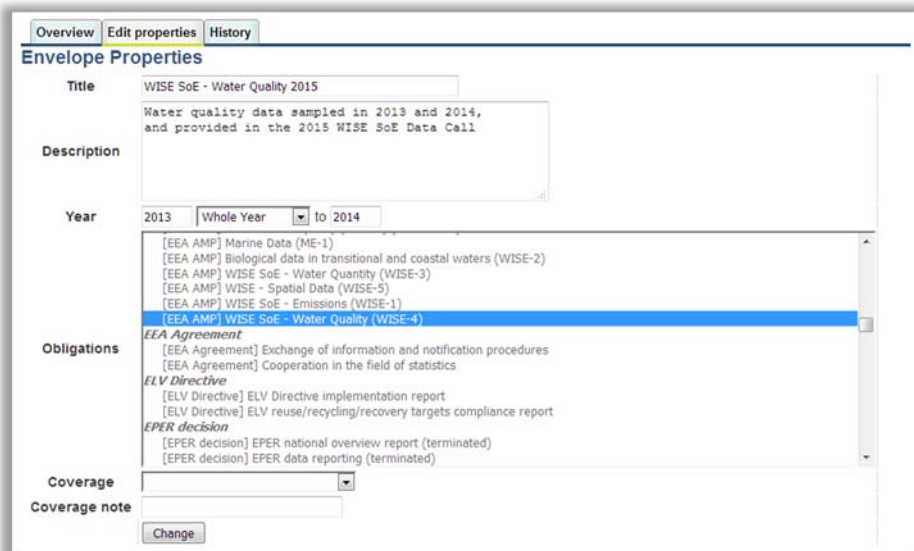 Overview Edit properties History
Envelope Properties
Title WISE SoE - Water Quality 2015
Water quality data sampled in 2013 and 2014,
and provided in the 2015 WISE SoE Data Call
Description
Year 2013 Whole Year to 2014
[EEA AMP] Marine Data (ME-1)
[EEA AMP] Biological data in transitional and coastal waters (WISE-2)
[EEA AMP] WISE SoE - Water Quantity (WISE-3)
[EEA AMP] WISE - Spatial Data (WISE-5)
[EEA AMP] WISE SoE - Emissions (WISE-1)
[EEA AMP] WISE SoE - Water Quality (WISE-4)
EEA Agreement
Obligations [EEA Agreement] Exchange of information and notification procedures
[EEA Agreement] Cooperation in the field of statistics
ELV Directive
[ELV Directive] ELV Directive implementation report
[ELV Directive] ELV reuse/recycling/recovery targets compliance report
EPER decision
[EPER decision] EPER national overview report (terminated)
[EPER decision] EPER data reporting (terminated)
Coverage
Coverage note
Change